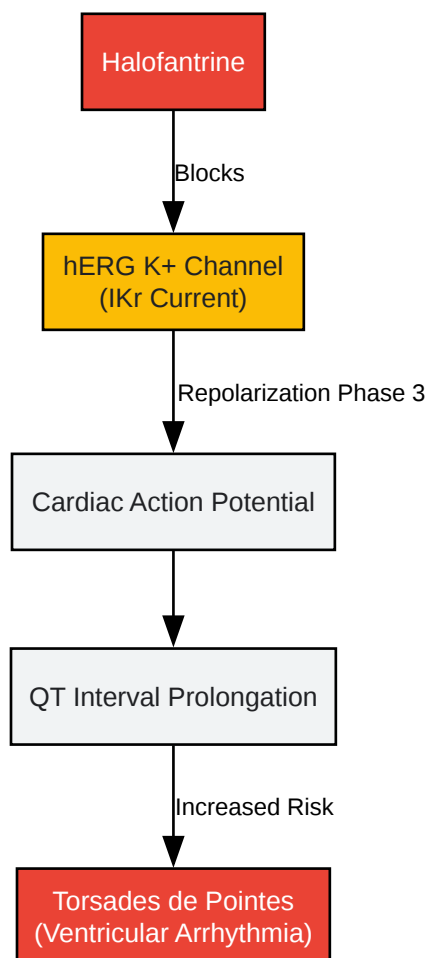 Halofantrine
Blocks
hERG K+ Channel
(IKr Current)
Repolarization Phase 3
Cardiac Action Potential
QT Interval Prolongation
Increased Risk
Torsades de Pointes
(Ventricular Arrhythmia)